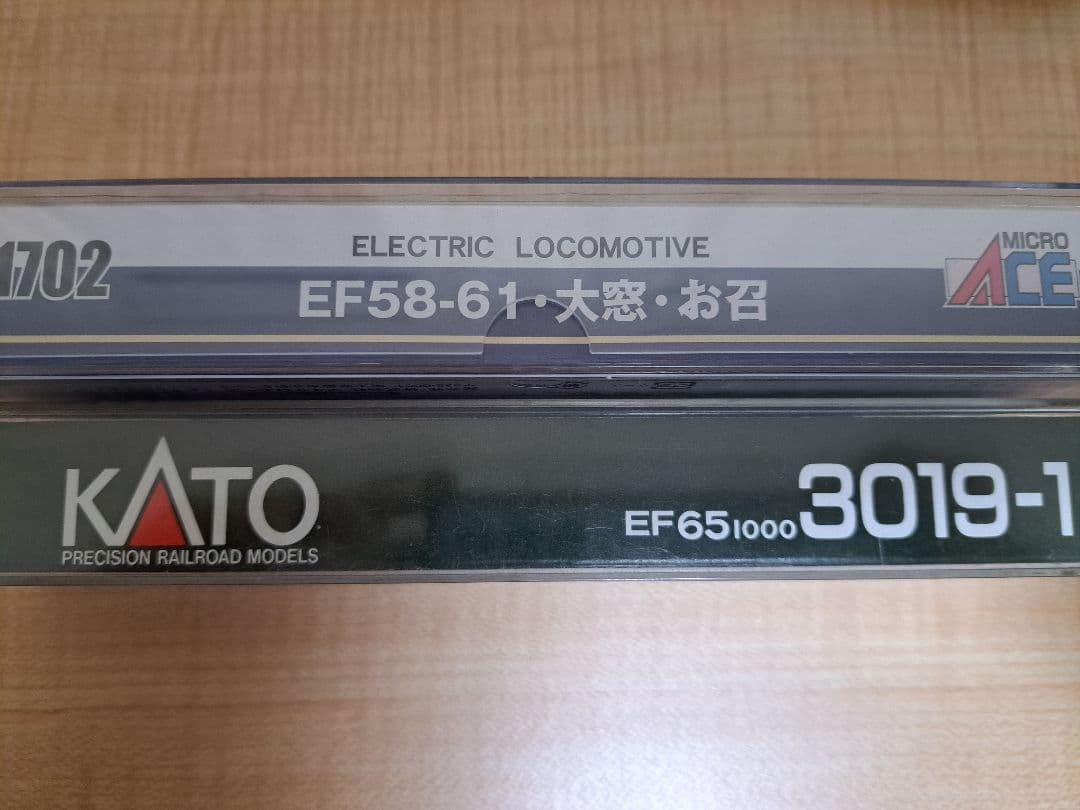 1702
ELECTRIC LOCOMOTIVE
EF58-61・大窓・お召
MICRO
ACE
KATO
PRECISION RAILROAD MODELS
EF651000 3019-1